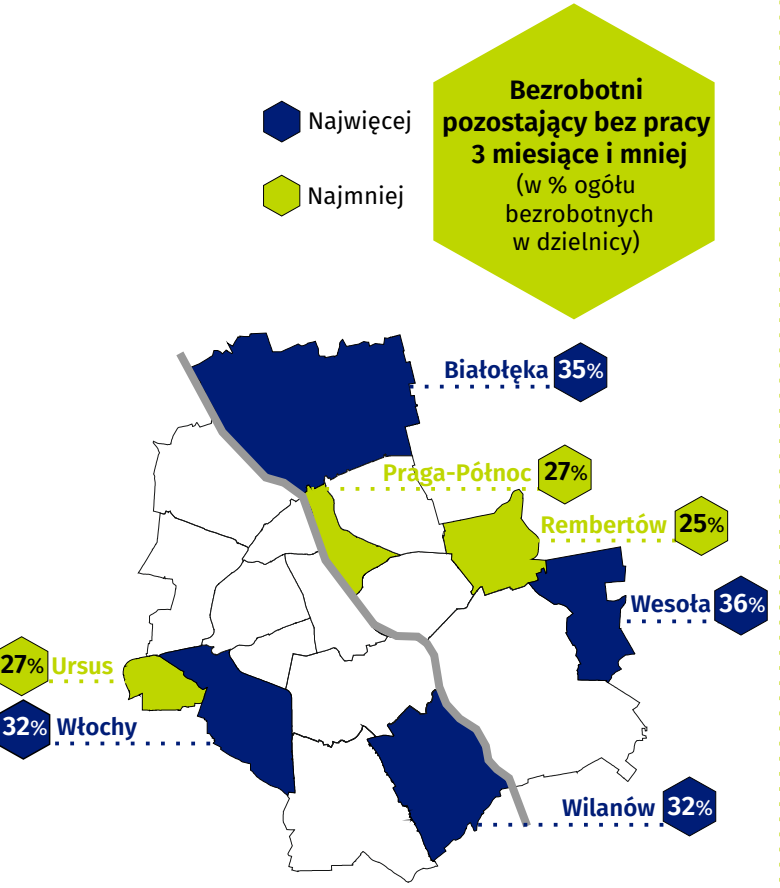 Najwięcej
Najmniej
Bezrobotni
pozostający bez pracy
3 miesiące i mniej
(w % ogółu
bezrobotnych
w dzielnicy)
Białołęka 35%
Praga-Północ 27%
Rembertów 25%
Wesoła 36%
27% Ursus
32% Włochy
Wilanów 32%